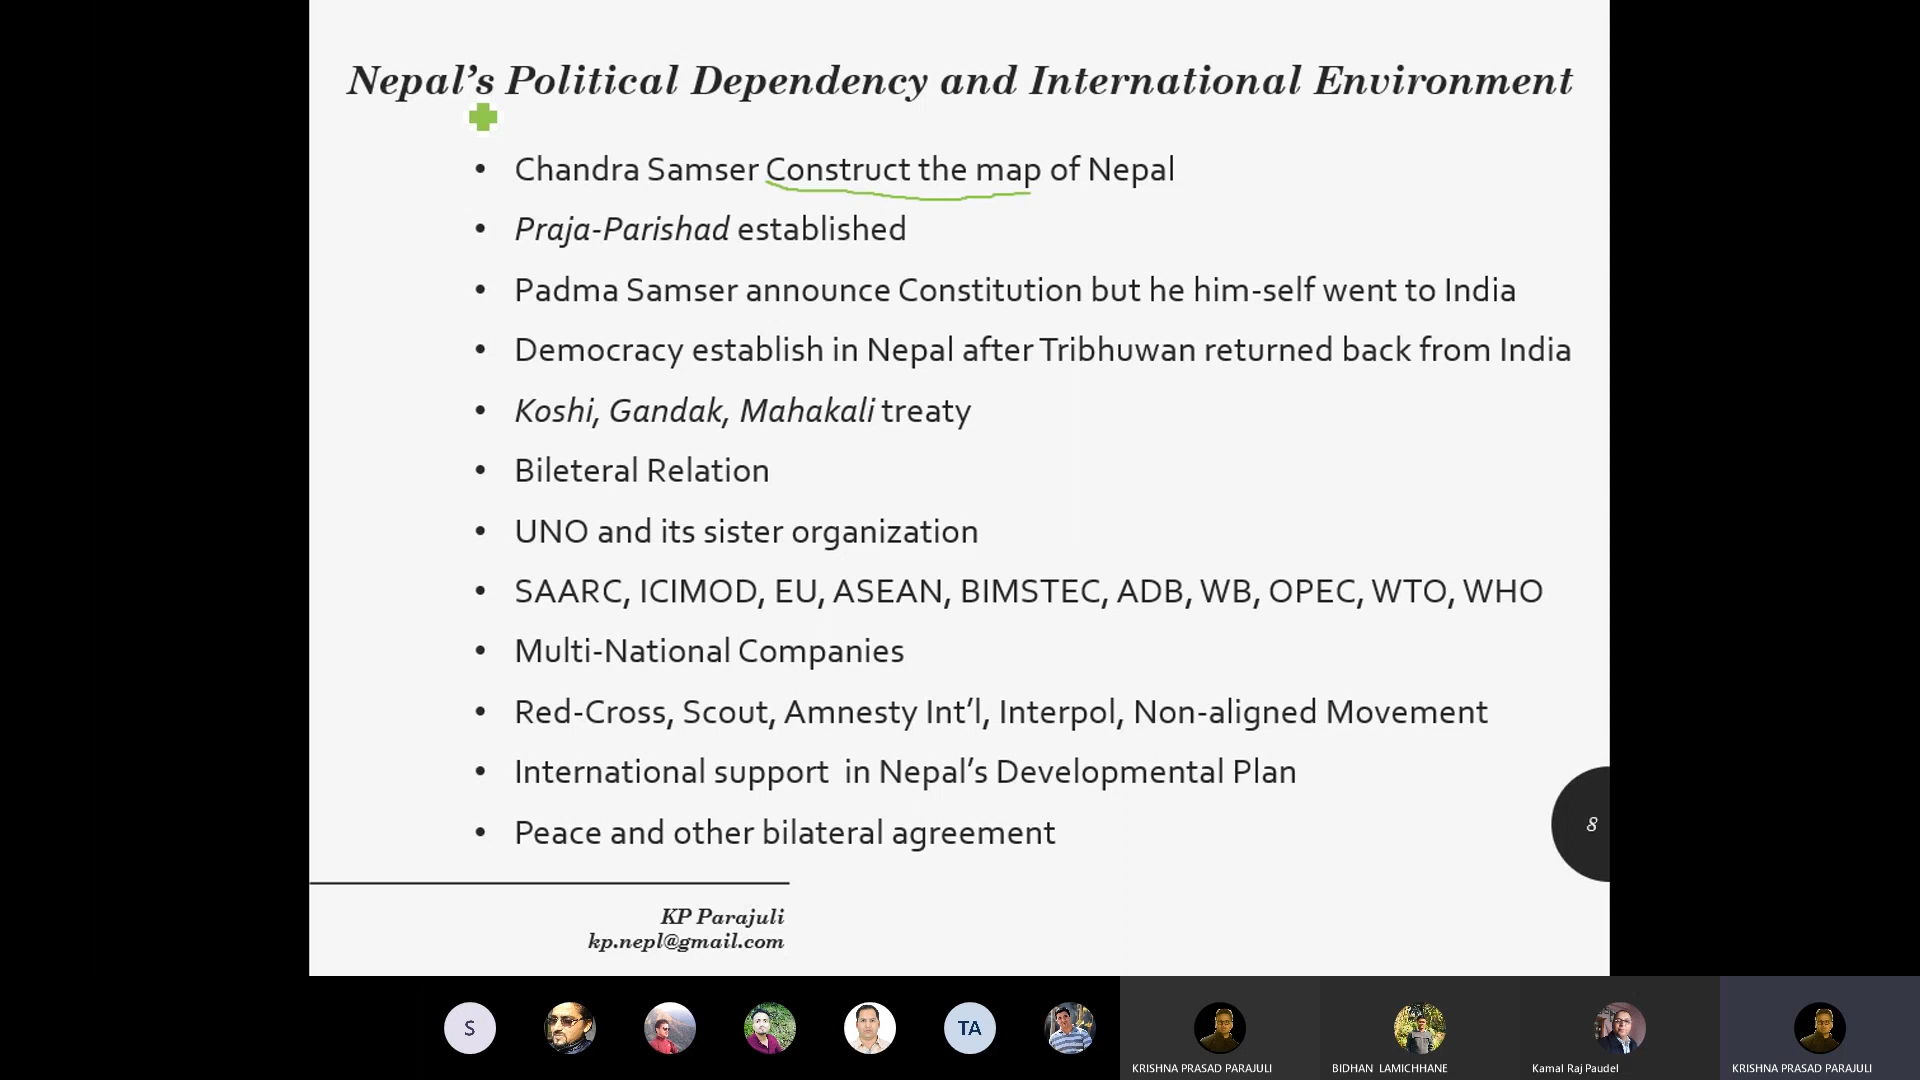 Nepal’s Political Dependency and International Environment
• Chandra Samser Construct the map of Nepal
• Praja-Parishad established
• Padma Samser announce Constitution but he him-self went to India
• Democracy establish in Nepal after Tribhuwan returned back from India
• Koshi, Gandak, Mahakali treaty
• Bileteral Relation
• UNO and its sister organization
• SAARC, ICIMOD, EU, ASEAN, BIMSTEC, ADB, WB, OPEC, WTO, WHO
• Multi-National Companies
• Red-Cross, Scout, Amnesty Int’l, Interpol, Non-aligned Movement
• International support  in Nepal’s Developmental Plan
• Peace and other bilateral agreement
8
KP Parajuli
kp.nepl@gmail.com
S
TA
KRISHNA PRASAD PARAJULI
BIDHAN LAMICHHANE
Kamal Raj Paudel
KRISHNA PRASAD PARAJULI